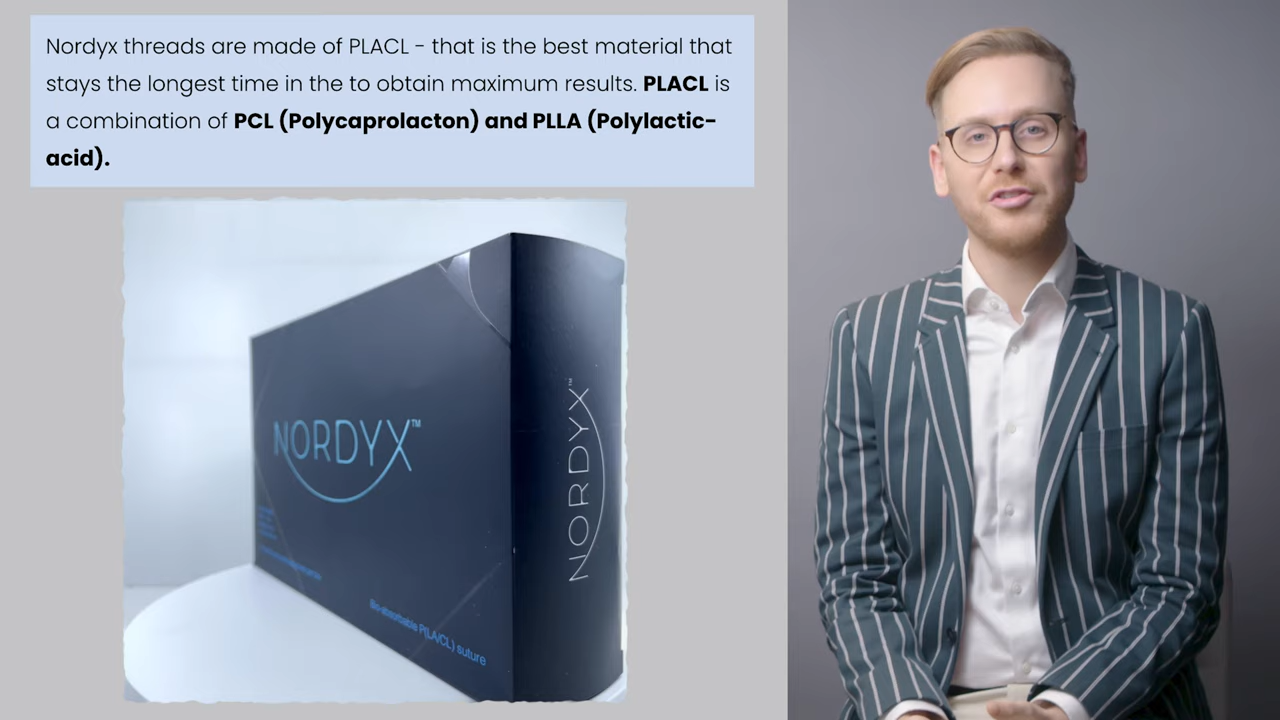 Nordyx threads are made of PLACL - that is the best material that
stays the longest time in the to obtain maximum results. PLACL is
a combination of PCL (Polycaprolacton) and PLLA (Polylactic-
acid).
NORDYX™
NORDYX™
Bio-absorbable P(LA/CL) suture